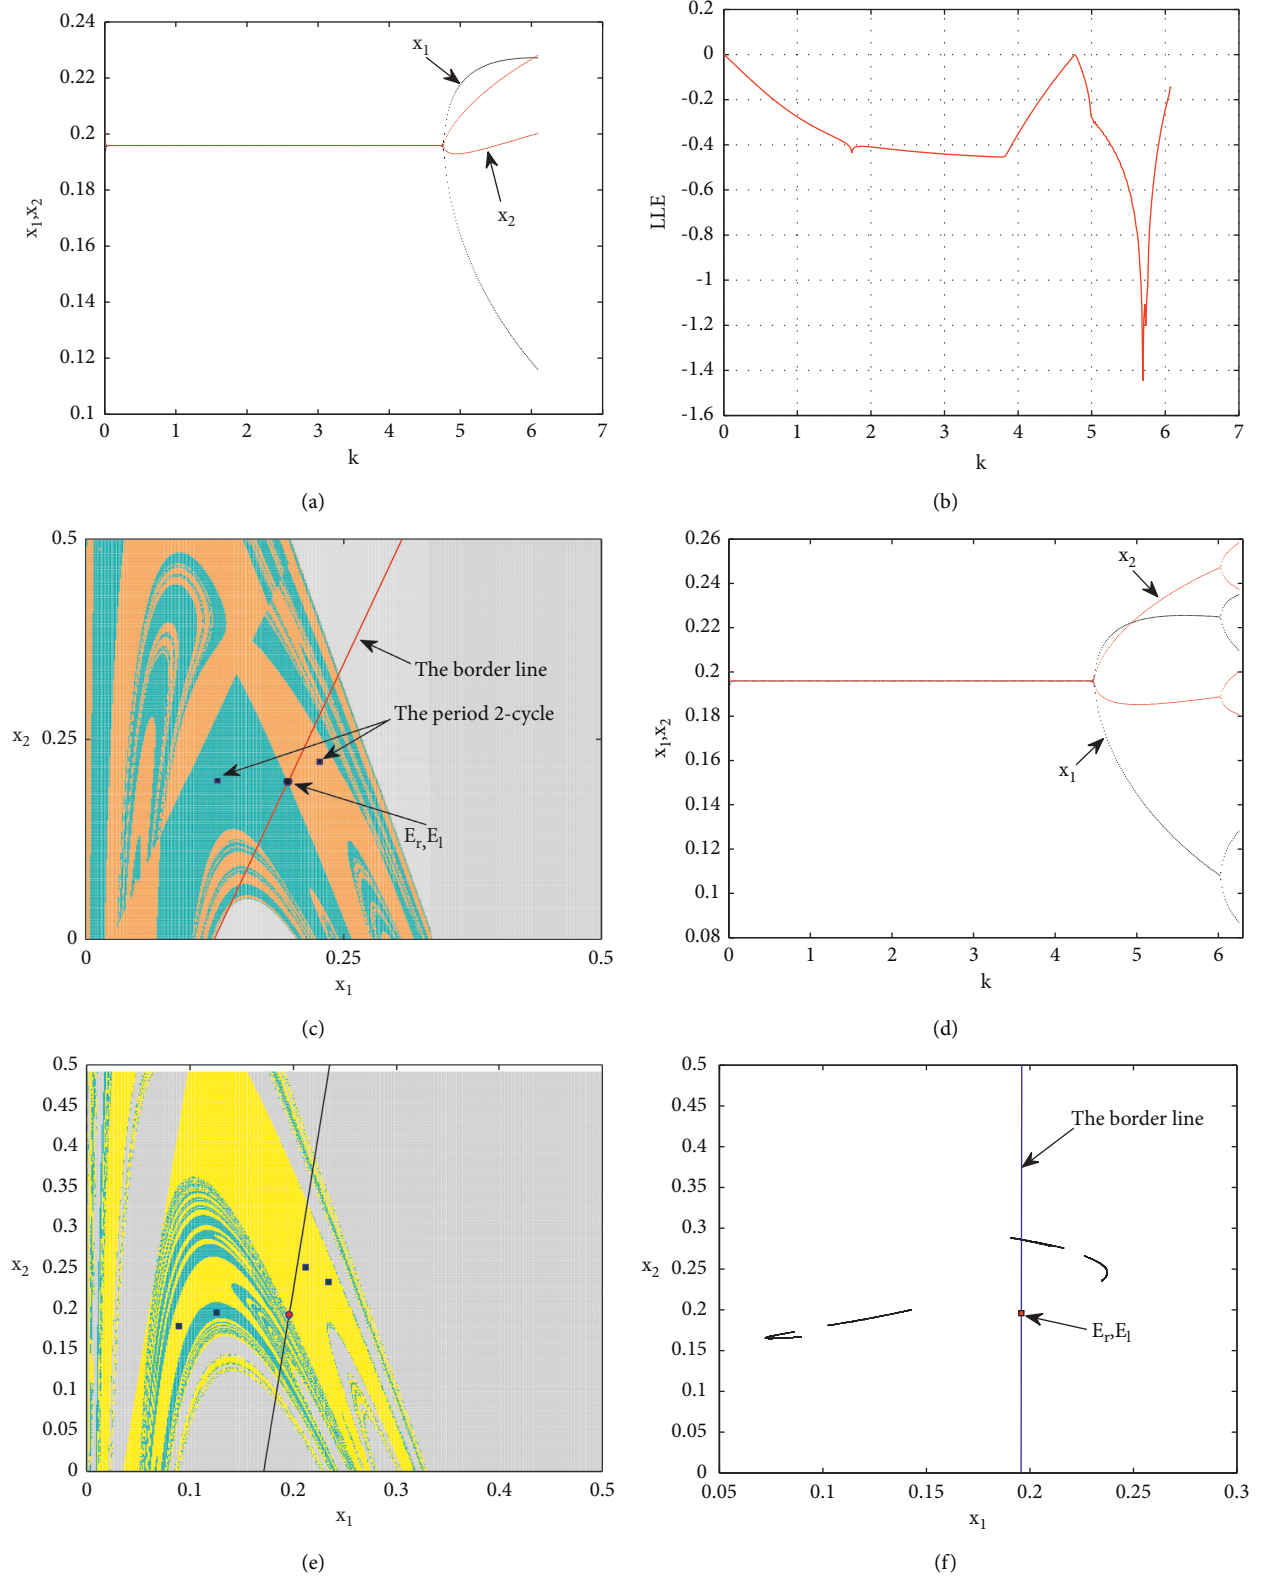 0.24
0.22
0.2
0.18
0.16
0.14
0.12
0.1
x1,x2
x1
x2
0 1 2 3 4 5 6 7
k
(a)
0.2
0
-0.2
-0.4
-0.6
-0.8
-1
-1.2
-1.4
-1.6
LLE
0 1 2 3 4 5 6 7
k
(b)
0.5
x2 0.25
0
The border line
The period 2-cycle
Er,El
0 0.25 0.5
x1
(c)
0.26
0.24
0.22
0.2
0.18
0.16
0.14
0.12
0.1
0.08
x1,x2
x2
x1
0 1 2 3 4 5 6
k
(d)
0.5
0.45
0.4
0.35
0.3
0.25
x2
0.2
0.15
0.1
0.05
0
0 0.1 0.2 0.3 0.4 0.5
x1
(e)
0.5
0.45
0.4
0.35
0.3
0.25
x2
0.2
0.15
0.1
0.05
0
The border line
Er,El
0.05 0.1 0.15 0.2 0.25 0.3
x1
(f)